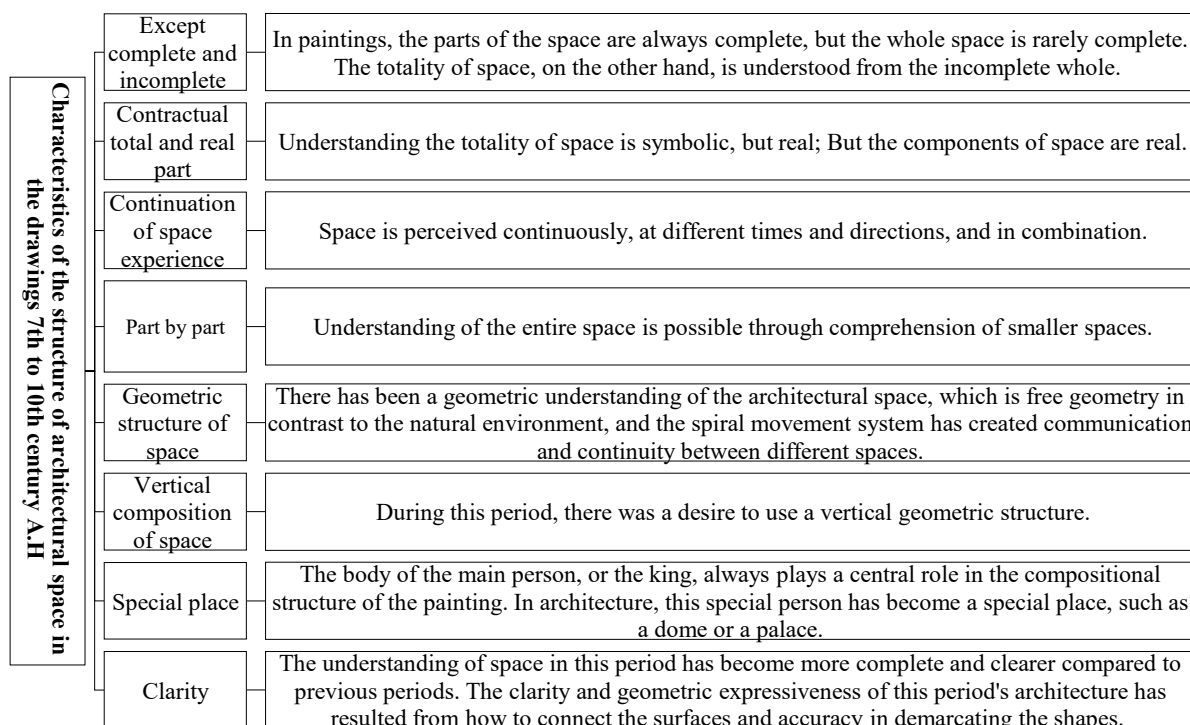 Characteristics of the structure of architectural space in
the drawings 7th to 10th century A.H
Except
complete and
incomplete
In paintings, the parts of the space are always complete, but the whole space is rarely complete.
The totality of space, on the other hand, is understood from the incomplete whole.
Contractual
total and real
part
Understanding the totality of space is symbolic, but real; But the components of space are real.
Continuation
of space
experience
Space is perceived continuously, at different times and directions, and in combination.
Part by part
Understanding of the entire space is possible through comprehension of smaller spaces.
Geometric
structure of
space
There has been a geometric understanding of the architectural space, which is free geometry in
contrast to the natural environment, and the spiral movement system has created communication
and continuity between different spaces.
Vertical
composition
of space
During this period, there was a desire to use a vertical geometric structure.
Special place
The body of the main person, or the king, always plays a central role in the compositional
structure of the painting. In architecture, this special person has become a special place, such as
a dome or a palace.
Clarity
The understanding of space in this period has become more complete and clearer compared to
previous periods. The clarity and geometric expressiveness of this period's architecture has
resulted from how to connect the surfaces and accuracy in demarcating the shapes.